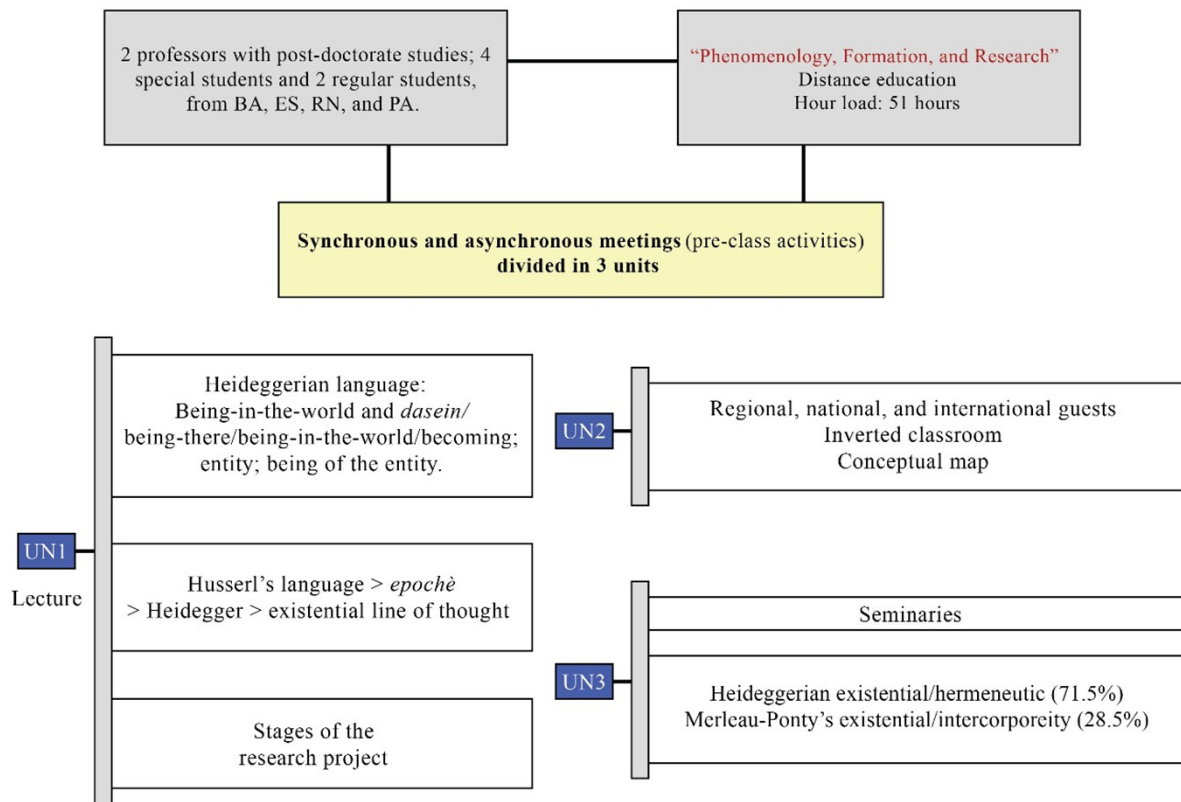 2 professors with post-doctorate studies; 4
special students and 2 regular students,
from BA, ES, RN, and PA.
“Phenomenology, Formation, and Research”
Distance education
Hour load: 51 hours
Synchronous and asynchronous meetings (pre-class activities)
divided in 3 units
UN1
Lecture
Heideggerian language:
Being-in-the-world and dasein/
being-there/being-in-the-world/becoming;
entity; being of the entity.
Husserl’s language > epochè
> Heidegger > existential line of thought
Stages of the
research project
UN2
Regional, national, and international guests
Inverted classroom
Conceptual map
UN3
Seminaries
Heideggerian existential/hermeneutic (71.5%)
Merleau-Ponty’s existential/intercorporeity (28.5%)